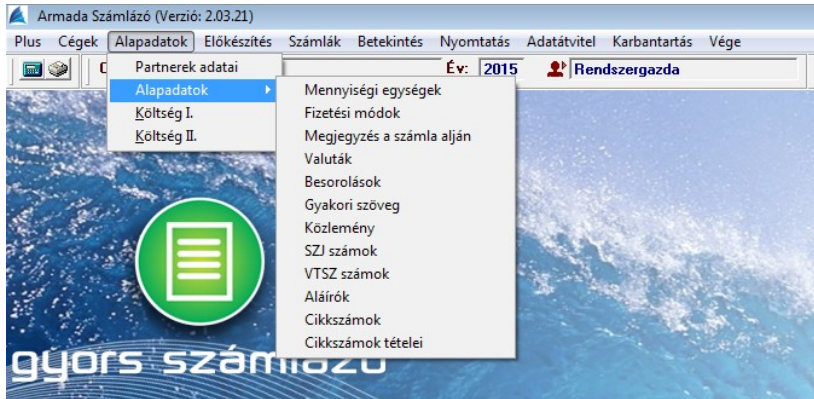 Armada Számlázó (Verzió: 2.03.21)
Plus Cégek Alapadatok Előkészítés Számlák Betekintés Nyomtatás Adatátvitel Karbantartás Vége
Év: 2015 Rendszergazda
Partnerek adatai
Alapadatok
Költség I.
Költség II.
Mennyiségi egységek
Fizetési módok
Megjegyzés a számla alján
Valuták
Besorolások
Gyakori szöveg
Közlemény
SZJ számok
VTSZ számok
Aláírók
Cikkszámok
Cikkszámok tételei
gyors számlázó